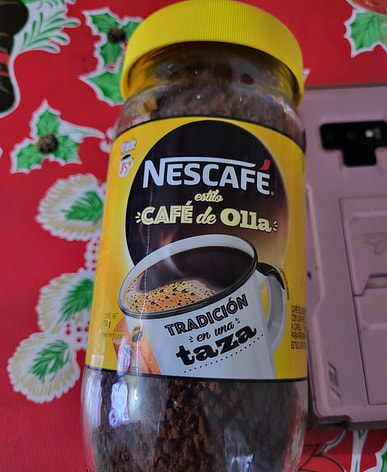 NESCAFÉ
estilo
CAFÉ de Olla
TRADICIÓN
en una
taza